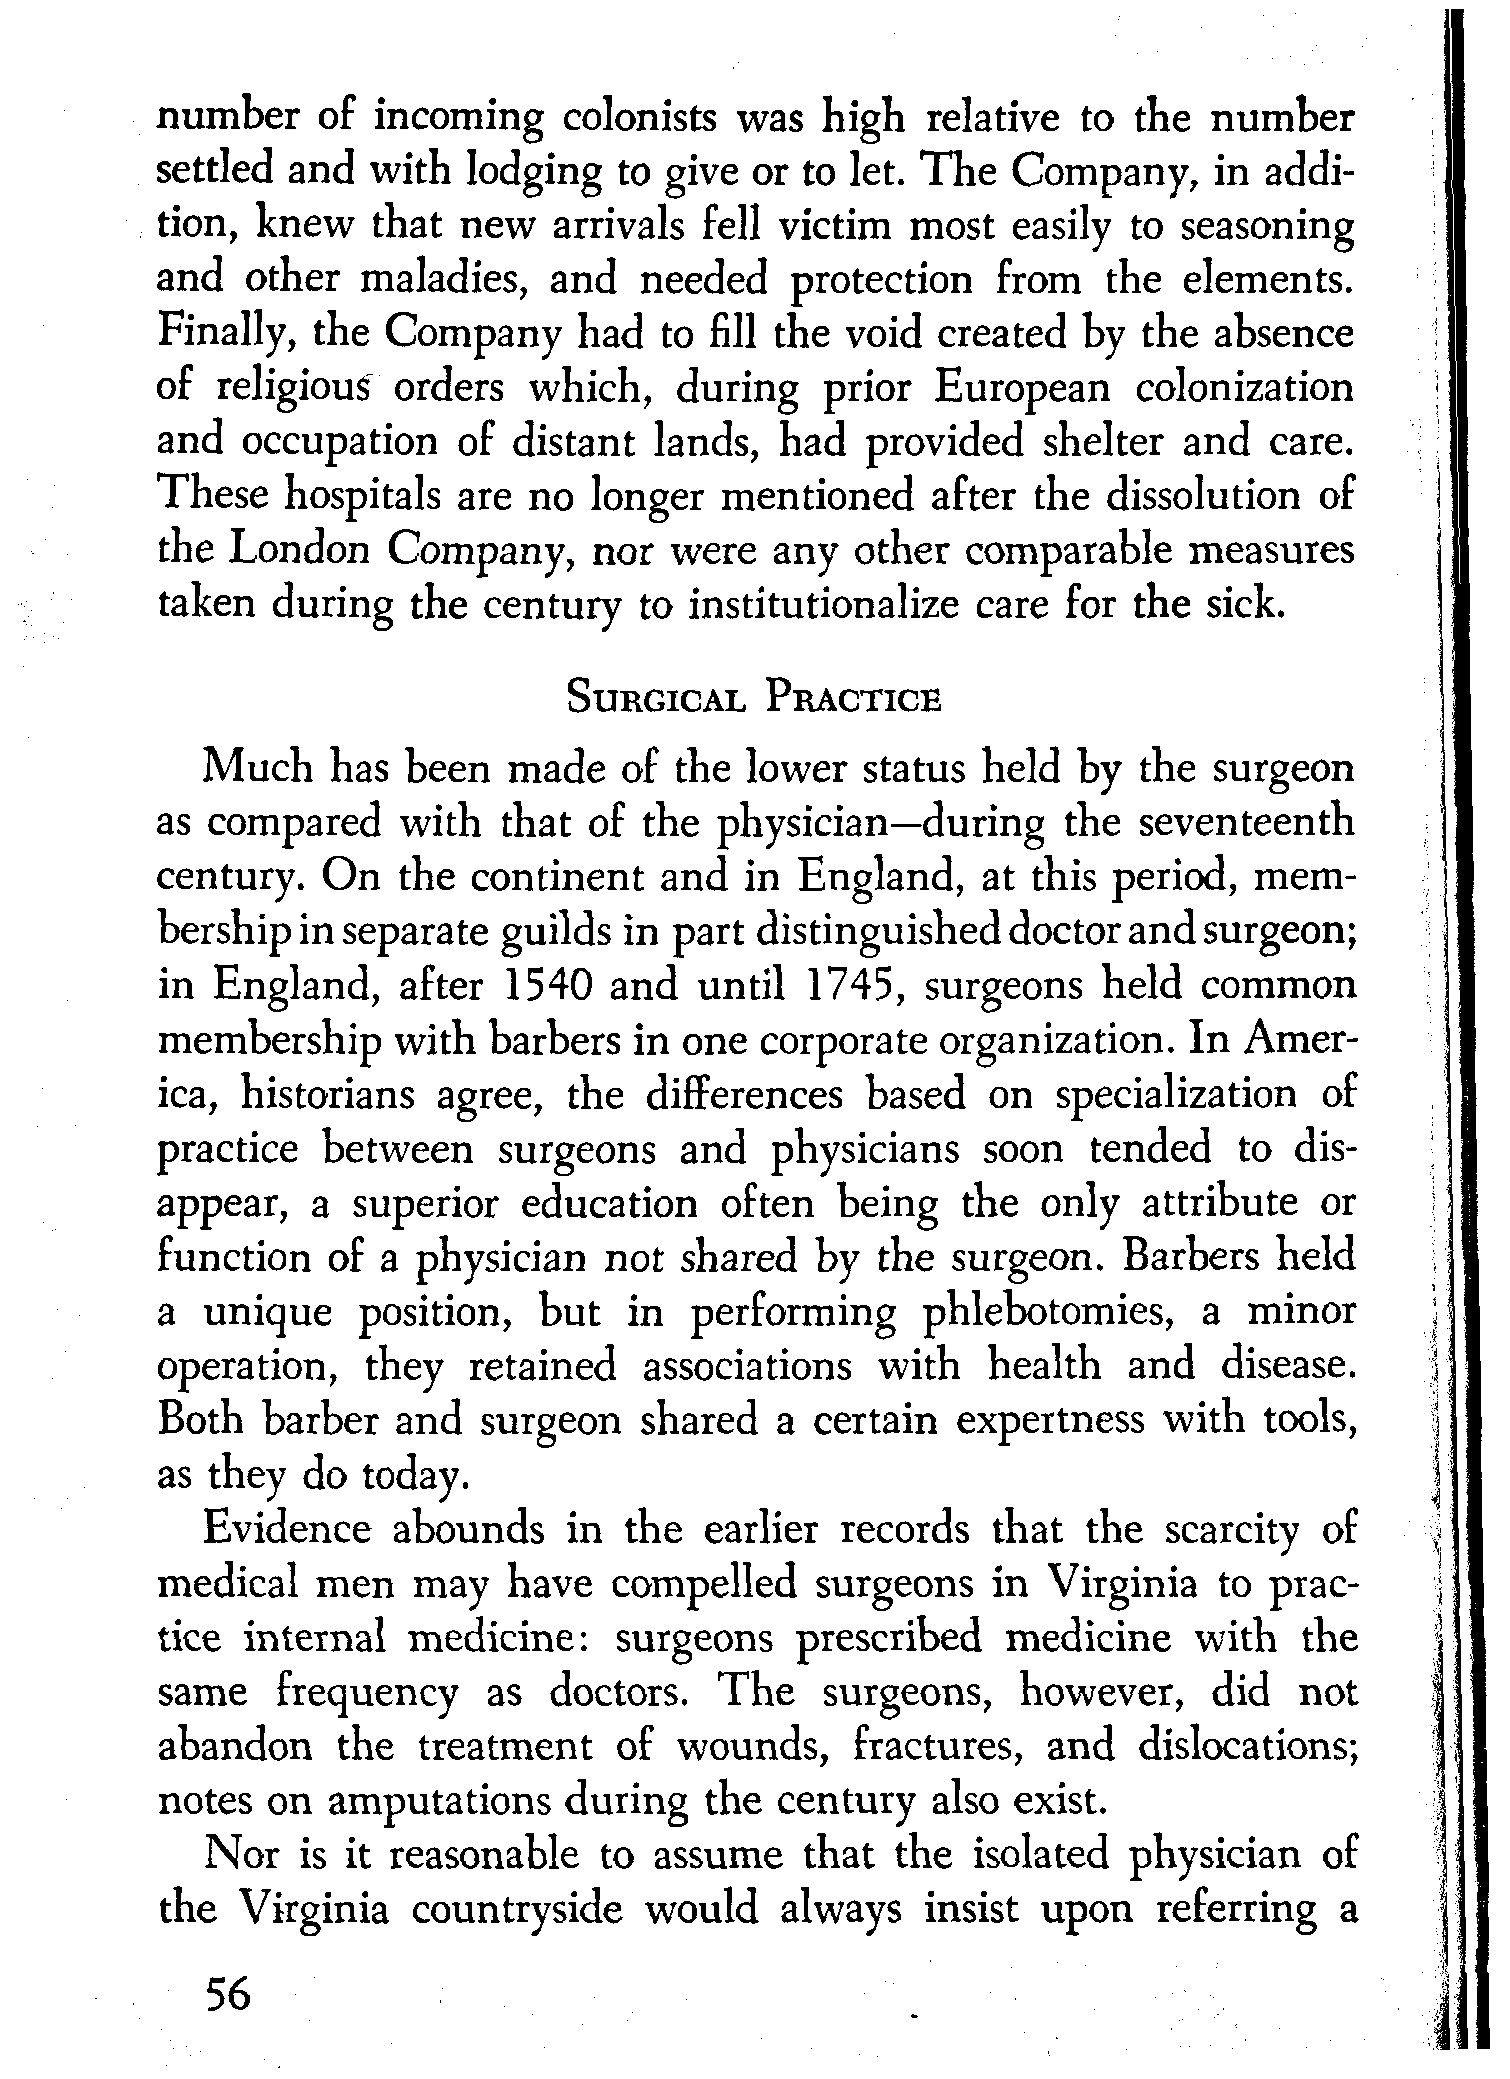 number of incoming colonists was high relative to the number
settled and with lodging to give or to let. The Company, in addi-
tion, knew that new arrivals fell victim most easily to seasoning
and other maladies, and needed protection from the elements.
Finally, the Company had to fill the void created by the absence
of religious orders which, during prior European colonization
and occupation of distant lands, had provided shelter and care.
These hospitals are no longer mentioned after the dissolution of
the London Company, nor were any other comparable measures
taken during the century to institutionalize care for the sick.
SURGICAL PRACTICE
Much has been made of the lower status held by the surgeon
as compared with that of the physician—during the seventeenth
century. On the continent and in England, at this period, mem-
bership in separate guilds in part distinguished doctor and surgeon;
in England, after 1540 and until 1745, surgeons held common
membership with barbers in one corporate organization. In Amer-
ica, historians agree, the differences based on specialization of
practice between surgeons and physicians soon tended to dis-
appear, a superior education often being the only attribute or
function of a physician not shared by the surgeon. Barbers held
a unique position, but in performing phlebotomies, a minor
operation, they retained associations with health and disease.
Both barber and surgeon shared a certain expertness with tools,
as they do today.
Evidence abounds in the earlier records that the scarcity of
medical men may have compelled surgeons in Virginia to prac-
tice internal medicine: surgeons prescribed medicine with the
same frequency as doctors. The surgeons, however, did not
abandon the treatment of wounds, fractures, and dislocations;
notes on amputations during the century also exist.
Nor is it reasonable to assume that the isolated physician of
the Virginia countryside would always insist upon referring a
56